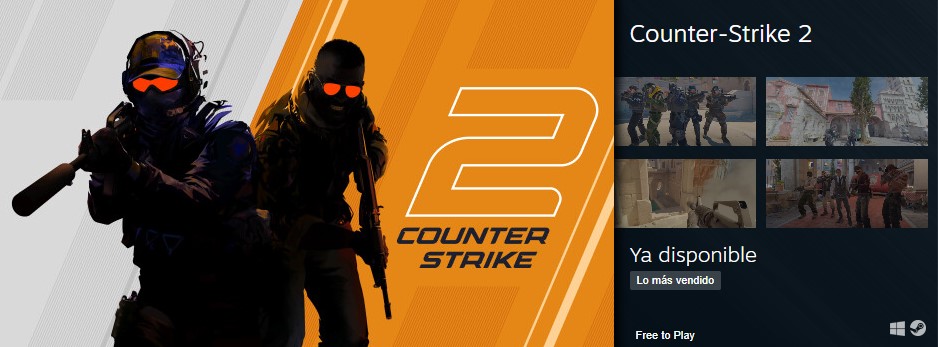 2
COUNTER
STRIKE
Counter-Strike 2
Ya disponible
Lo más vendido
Free to Play